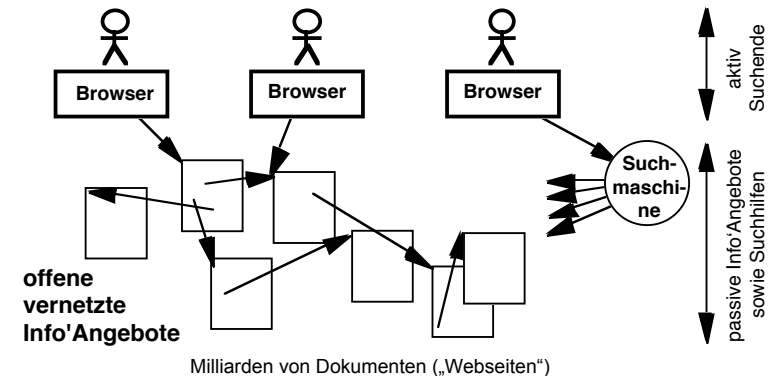 Browser
Browser
Browser
aktiv
Suchende
Such-
maschi-
ne
passive Info'Angebote
sowie Suchhilfen
offene
vernetzte
Info'Angebote
Milliarden von Dokumenten („Webseiten“)